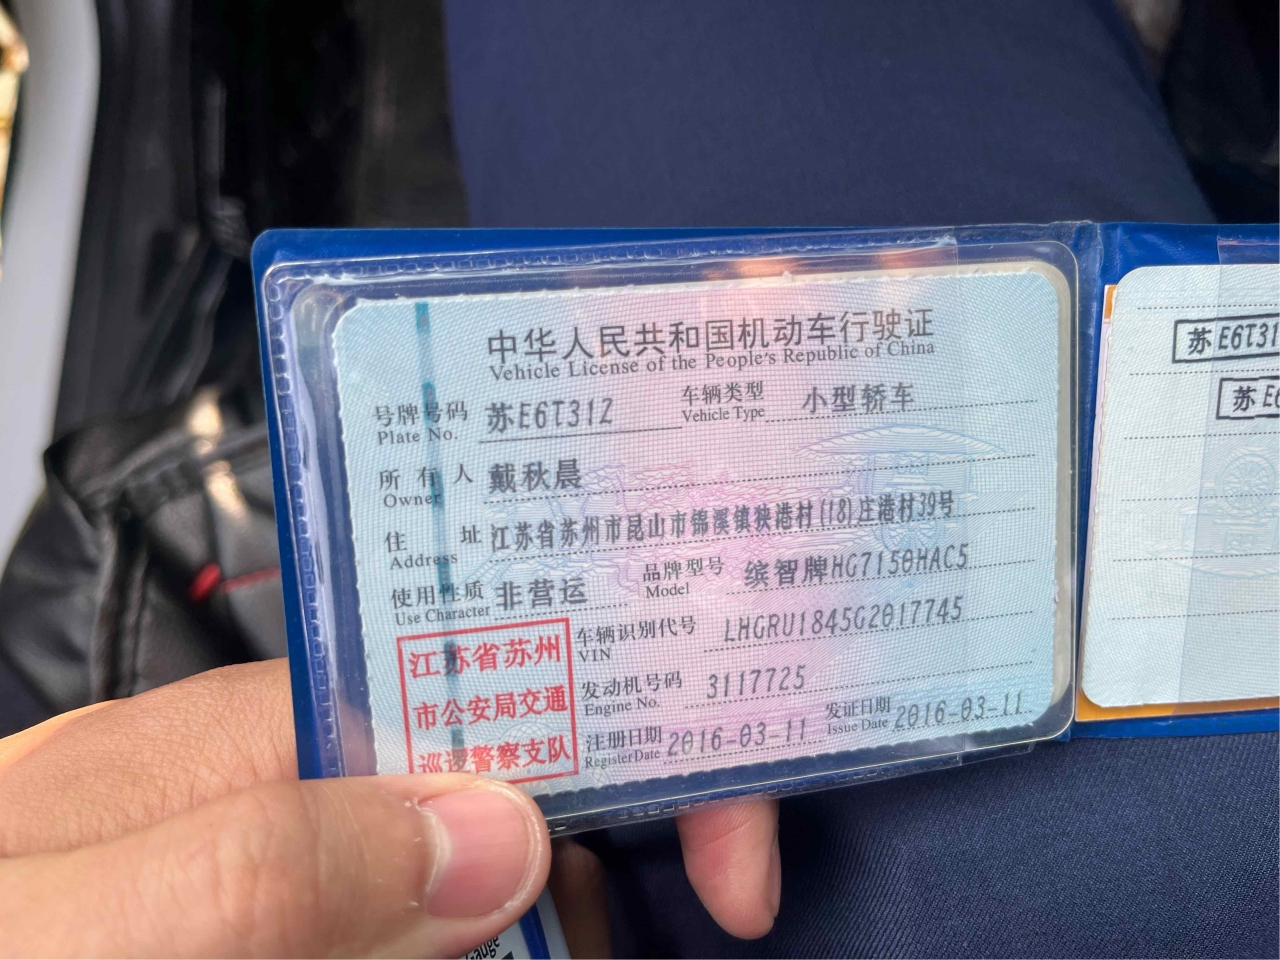 中华人民共和国机动车行驶证
Vehicle License of the People's Republic of China
号牌号码 苏E6T31Z 车辆类型 小型轿车
Plate No. Vehicle Type
所有人 戴秋晨
Owner
住址 江苏省苏州市昆山市锦溪镇狭港村(18)庄港村39号
Address
使用性质 非营运 品牌型号 缤智牌HG7150HAC5
Use Character Model
车辆识别代号 LHGRU1845G2017745
VIN
发动机号码 3117725
Engine No.
注册日期 2016-03-11 发证日期 2016-03-11
Register Date Issue Date
江苏省苏州
市公安局交通
巡逻警察支队
苏E6T31
苏E6